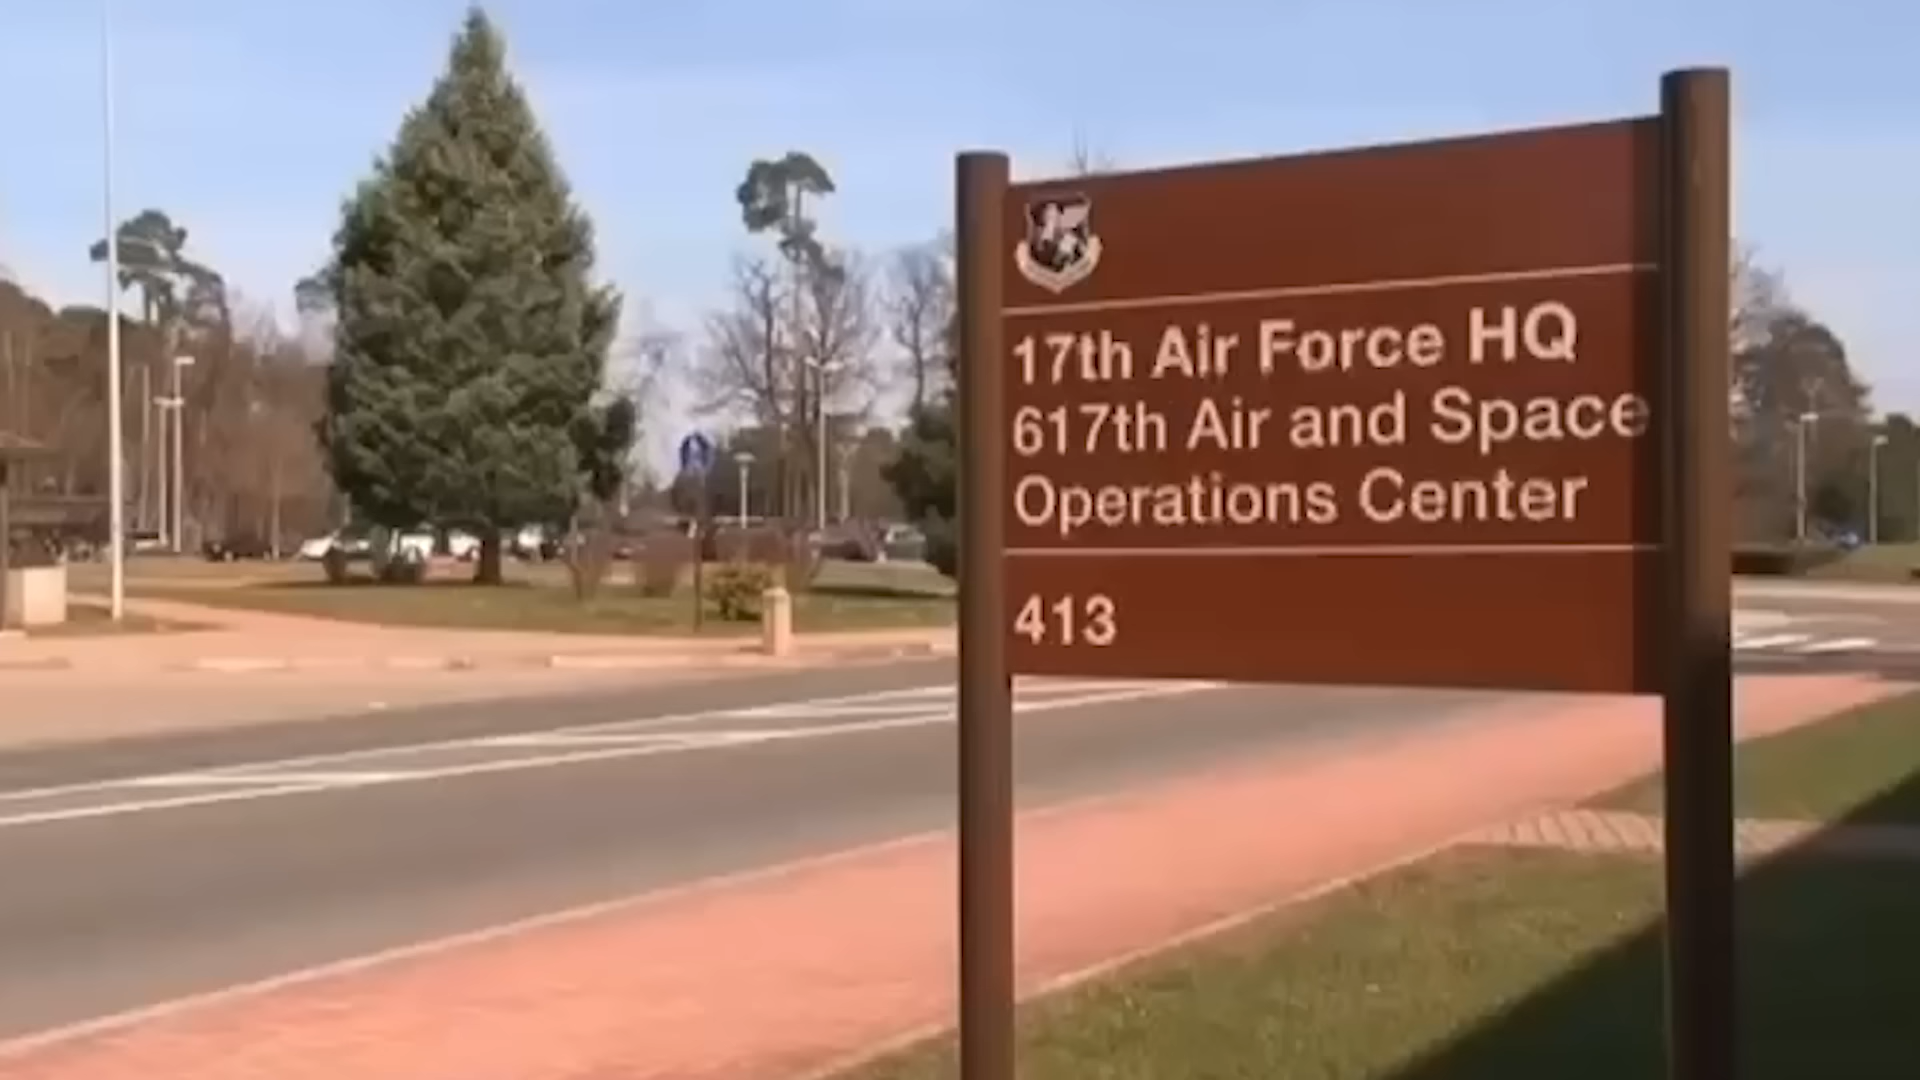 17th Air Force HQ
617th Air and Space
Operations Center
413